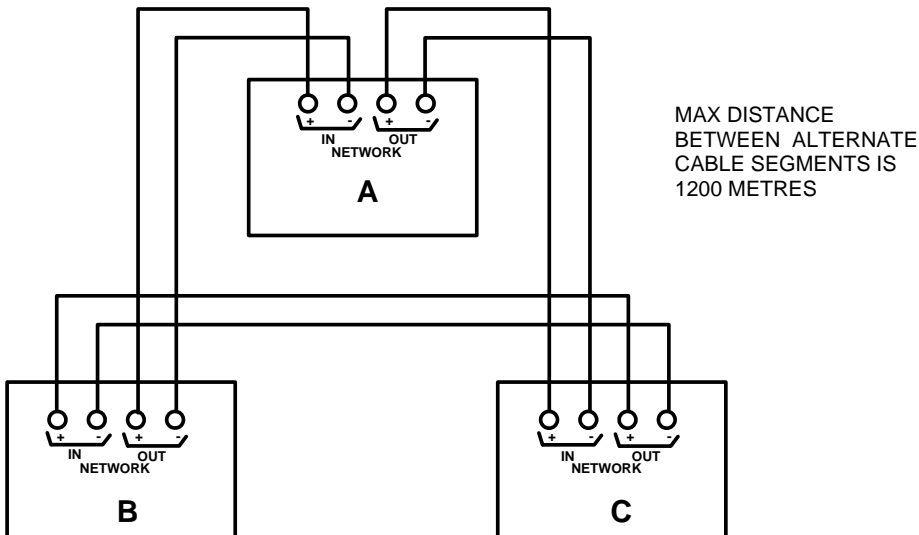 + - + -
IN OUT
NETWORK
A
MAX DISTANCE
BETWEEN ALTERNATE
CABLE SEGMENTS IS
1200 METRES
+ - + -
IN OUT
NETWORK
B
+ - + -
IN OUT
NETWORK
C